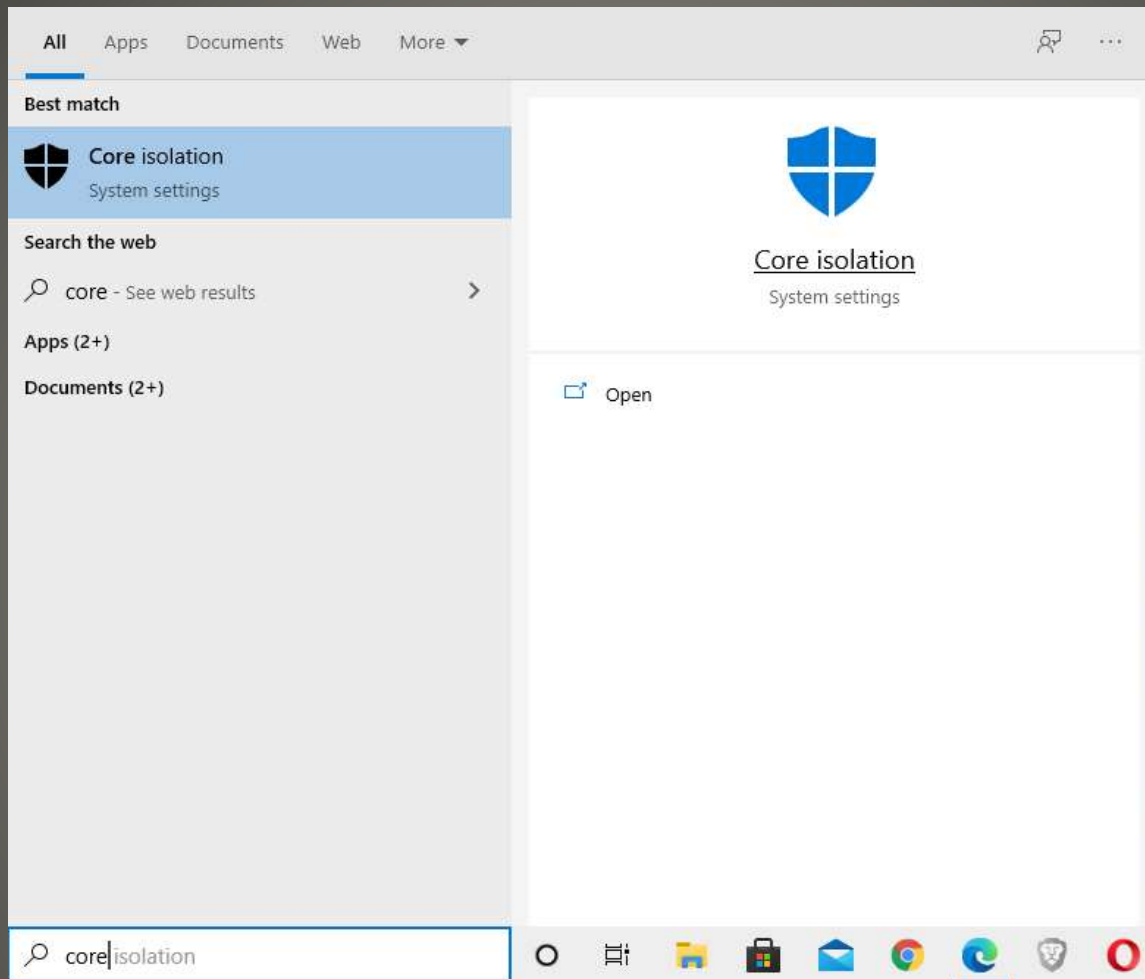 All Apps Documents Web More
Best match
Core isolation
System settings
Search the web
core - See web results
Apps (2+)
Documents (2+)
Core isolation
System settings
Open
core isolation